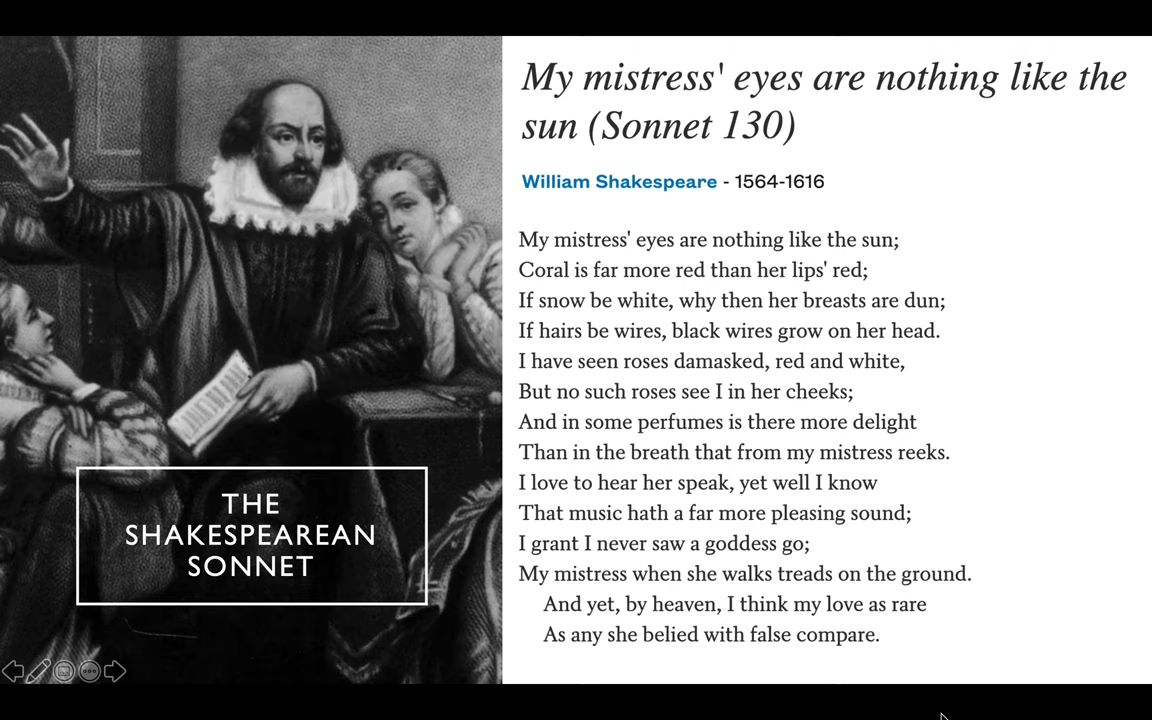 My mistress' eyes are nothing like the
sun (Sonnet 130)
William Shakespeare - 1564-1616
My mistress' eyes are nothing like the sun;
Coral is far more red than her lips' red;
If snow be white, why then her breasts are dun;
If hairs be wires, black wires grow on her head.
I have seen roses damasked, red and white,
But no such roses see I in her cheeks;
And in some perfumes is there more delight
Than in the breath that from my mistress reeks.
I love to hear her speak, yet well I know
That music hath a far more pleasing sound;
I grant I never saw a goddess go;
My mistress when she walks treads on the ground.
And yet, by heaven, I think my love as rare
As any she belied with false compare.
THE
SHAKESPEAREAN
SONNET